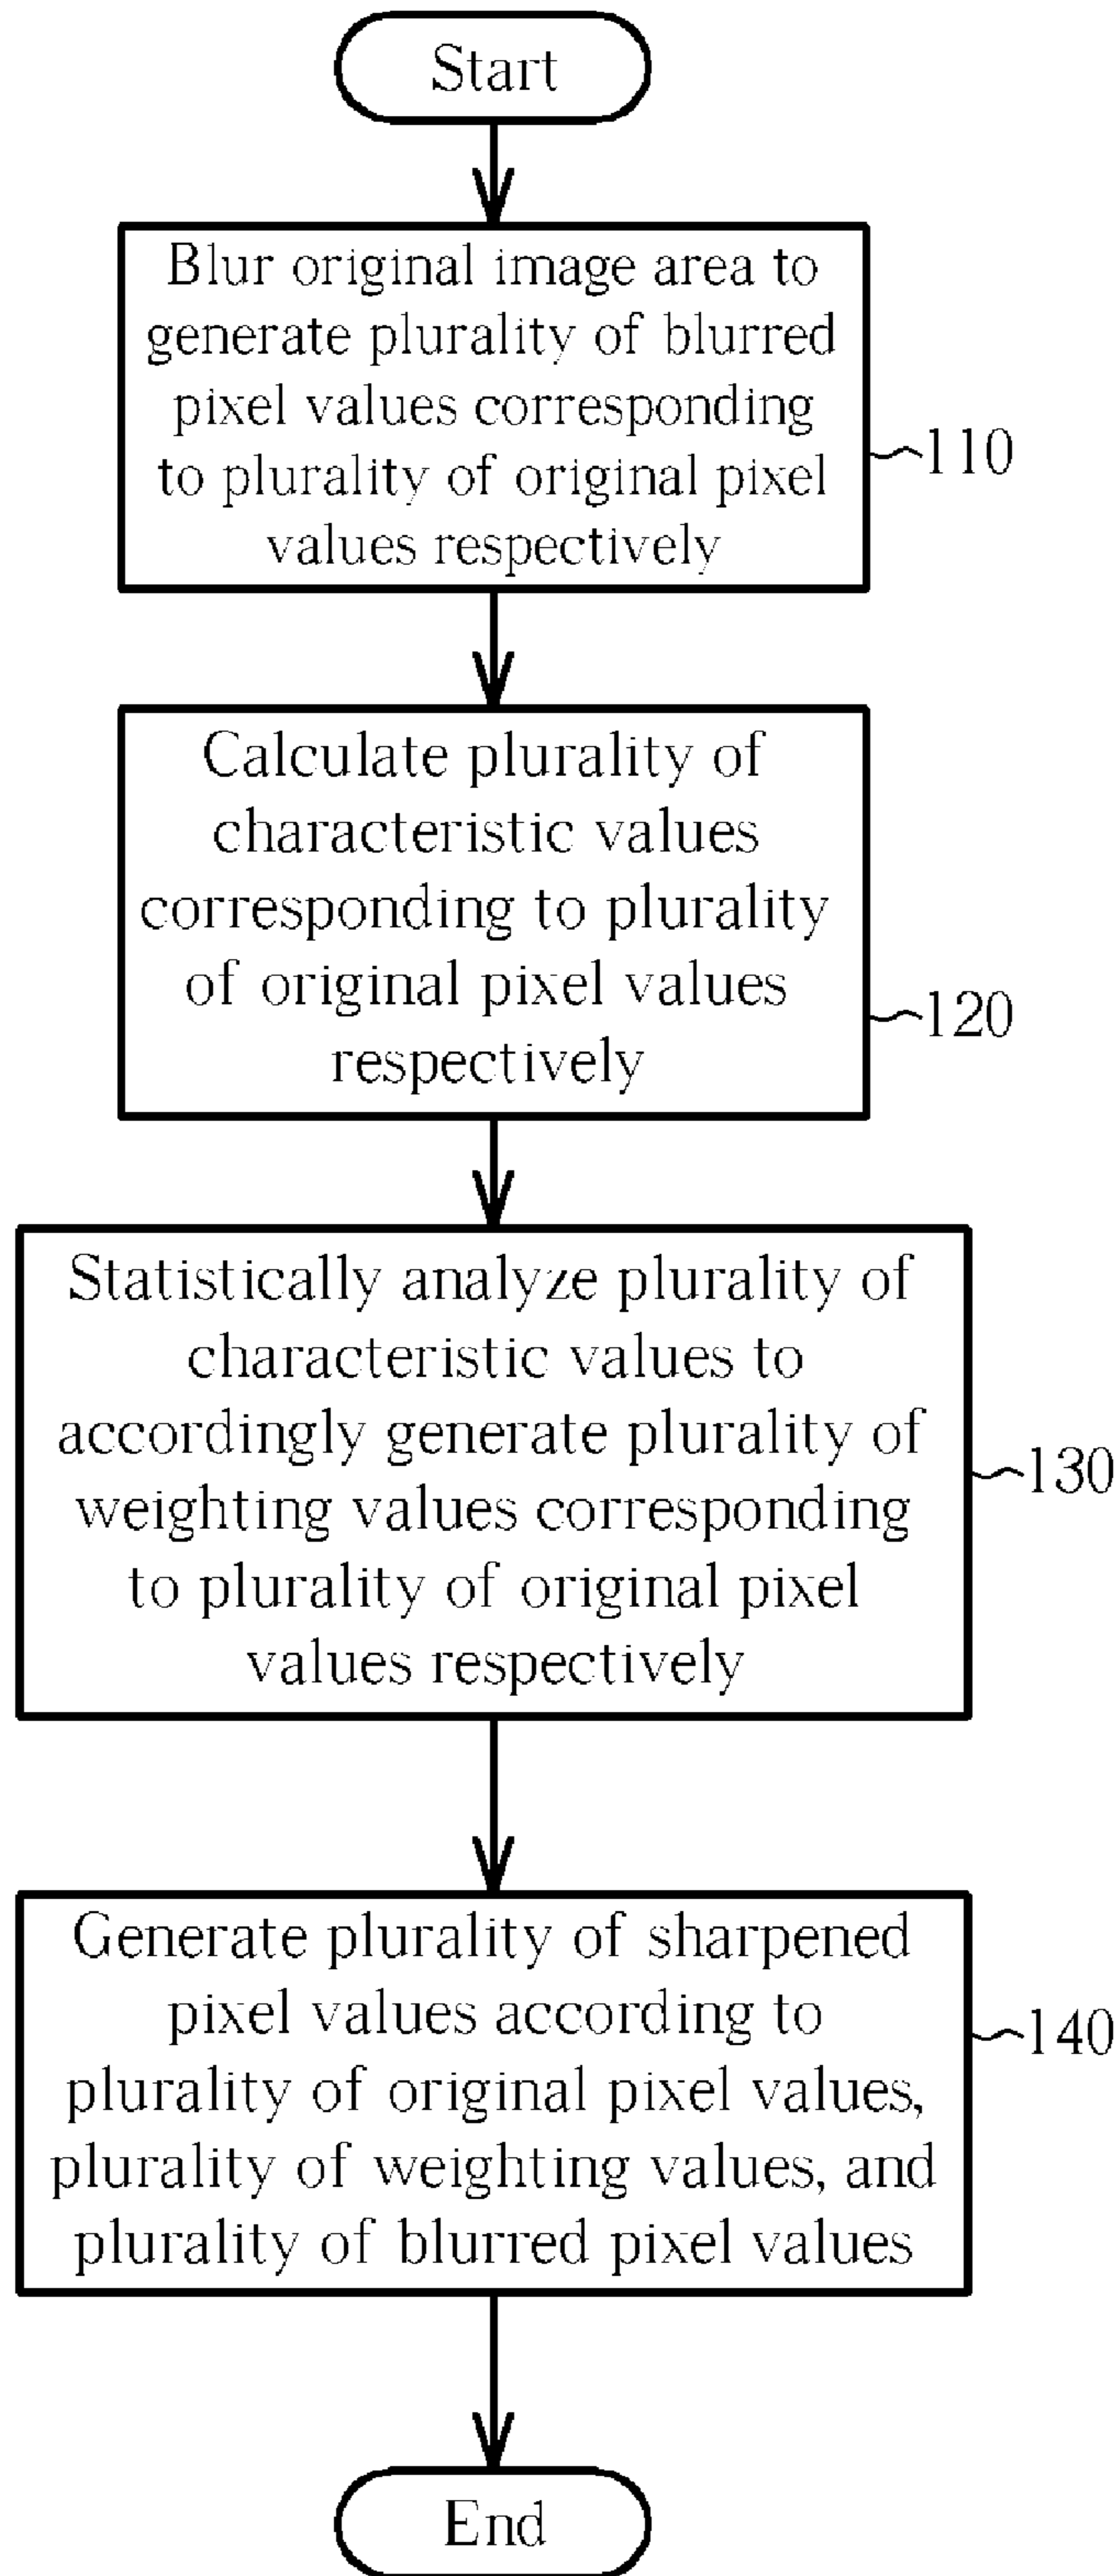 Start
Blur original image area to
generate plurality of blurred
pixel values corresponding
to plurality of original pixel
values respectively
110
Calculate plurality of
characteristic values
corresponding to plurality
of original pixel values
respectively
120
Statistically analyze plurality of
characteristic values to
accordingly generate plurality of
weighting values corresponding
to plurality of original pixel
values respectively
130
Generate plurality of sharpened
pixel values according to
plurality of original pixel values,
plurality of weighting values, and
plurality of blurred pixel values
140
End